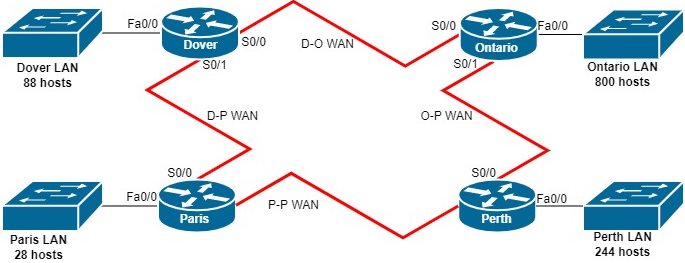 Fa0/0
Dover
S0/0
S0/1
Dover LAN
88 hosts
D-O WAN
S0/0
Ontario
Fa0/0
S0/1
Ontario LAN
800 hosts
D-P WAN
O-P WAN
S0/0
Fa0/0
Paris
Paris LAN
28 hosts
P-P WAN
S0/0
Perth
Fa0/0
Perth LAN
244 hosts